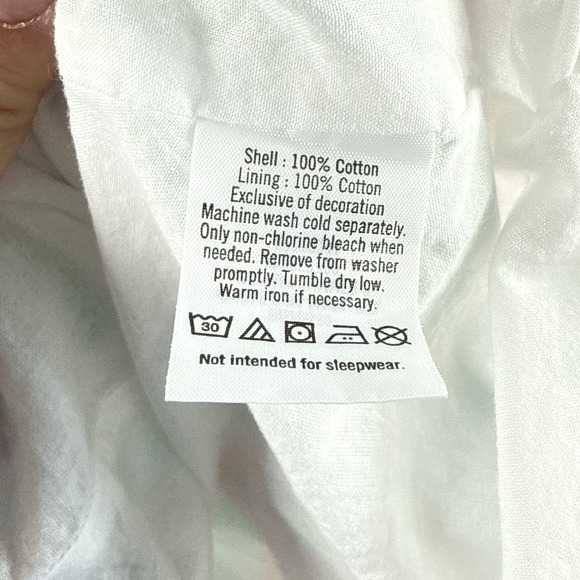 Shell : 100% Cotton
Lining : 100% Cotton
Exclusive of decoration
Machine wash cold separately.
Only non-chlorine bleach when
needed. Remove from washer
promptly. Tumble dry low.
Warm iron if necessary.
30
Not intended for sleepwear.